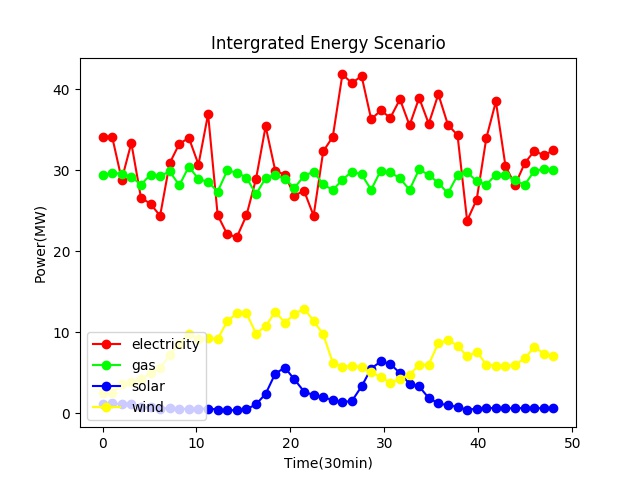 Intergrated Energy Scenario
Power(MW)
40
30
20
10
0
electricity
gas
solar
wind
0 10 20 30 40 50
Time(30min)